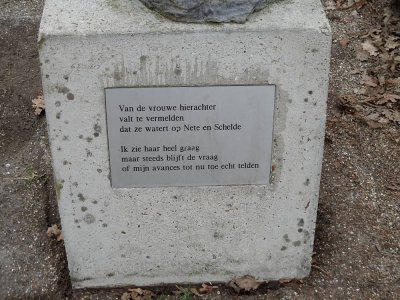 Van de vrouwe hierachter
valt te vermelden
dat ze watert op Nete en Schelde
Ik zie haar heel graag
maar steeds blijft de vraag
of mijn avances tot nu toe echt telden